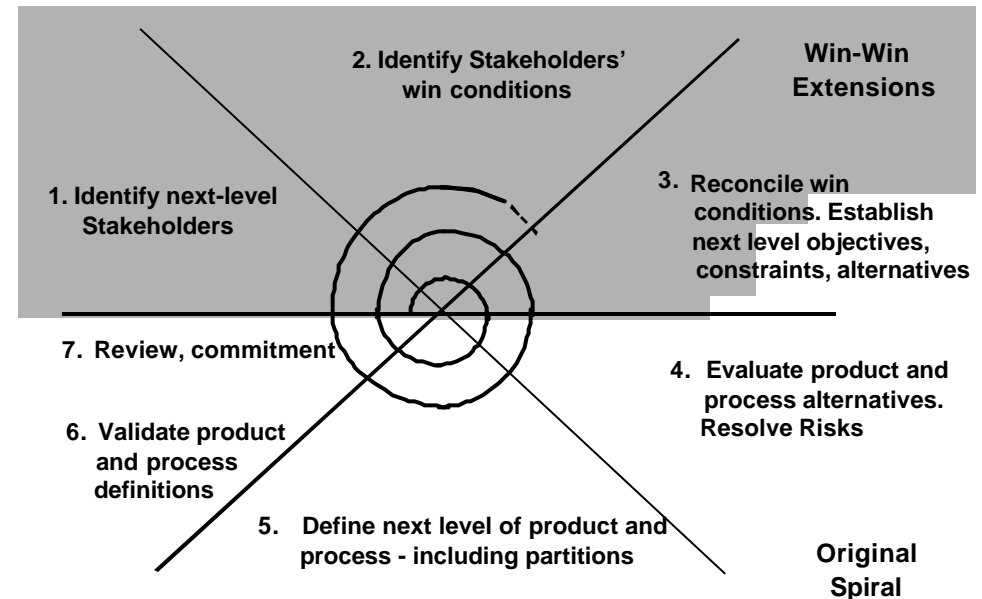 2. Identify Stakeholders’
win conditions
Win-Win
Extensions
1. Identify next-level
Stakeholders
3. Reconcile win
conditions. Establish
next level objectives,
constraints, alternatives
7. Review, commitment
4. Evaluate product and
process alternatives.
Resolve Risks
6. Validate product
and process
definitions
5. Define next level of product and
process - including partitions
Original
Spiral